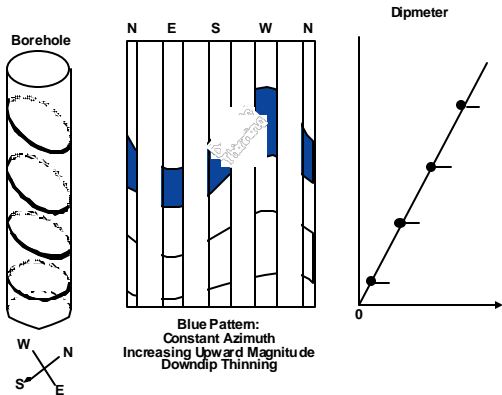 Dipmeter
Borehole
N E S W N
0
Blue Pattern:
Constant Azimuth
Increasing Upward Magnitude
Downdip Thinning
W
N
S
E